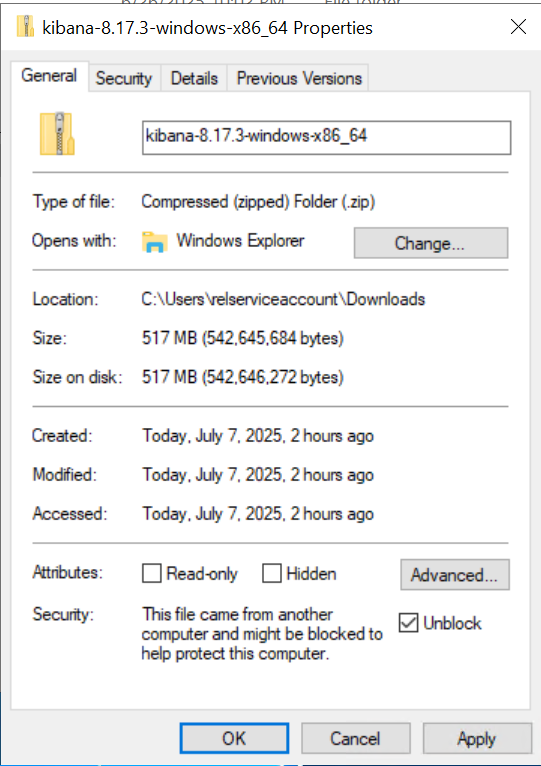 kibana-8.17.3-windows-x86_64 Properties
General Security Details Previous Versions
kibana-8.17.3-windows-x86_64
Type of file: Compressed (zipped) Folder (.zip)
Opens with: Windows Explorer Change...
Location: C:\Users\relserviceaccount\Downloads
Size: 517 MB (542,645,684 bytes)
Size on disk: 517 MB (542,646,272 bytes)
Created: Today, July 7, 2025, 2 hours ago
Modified: Today, July 7, 2025, 2 hours ago
Accessed: Today, July 7, 2025, 2 hours ago
Attributes: Read-only Hidden Advanced...
Security: This file came from another
computer and might be blocked to
help protect this computer.
Unblock
OK Cancel Apply